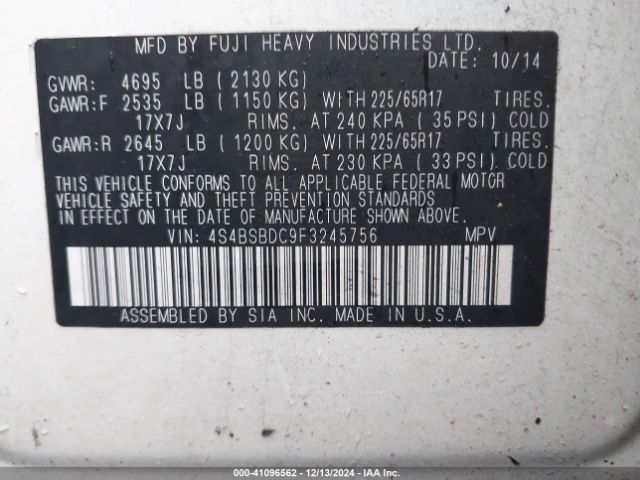 MFD BY FUJI HEAVY INDUSTRIES LTD.
DATE: 10/14
GVWR: 4695 LB (2130 KG)
GAWR:F 2535 LB (1150 KG) WITH 225/65R17 TIRES.
17X7J RIMS. AT 240 KPA (35 PSI) COLD
GAWR:R 2645 LB (1200 KG) WITH 225/65R17 TIRES.
17X7J RIMS. AT 230 KPA (33 PSI) COLD
THIS VEHICLE CONFORMS TO ALL APPLICABLE FEDERAL MOTOR
VEHICLE SAFETY AND THEFT PREVENTION STANDARDS
IN EFFECT ON THE DATE OF MANUFACTURE SHOWN ABOVE.
VIN: 4S4BSBDC9F3245756 MPV
ASSEMBLED BY SIA INC. MADE IN U.S.A.
000-41096562 - 12/13/2024 - IAA Inc.